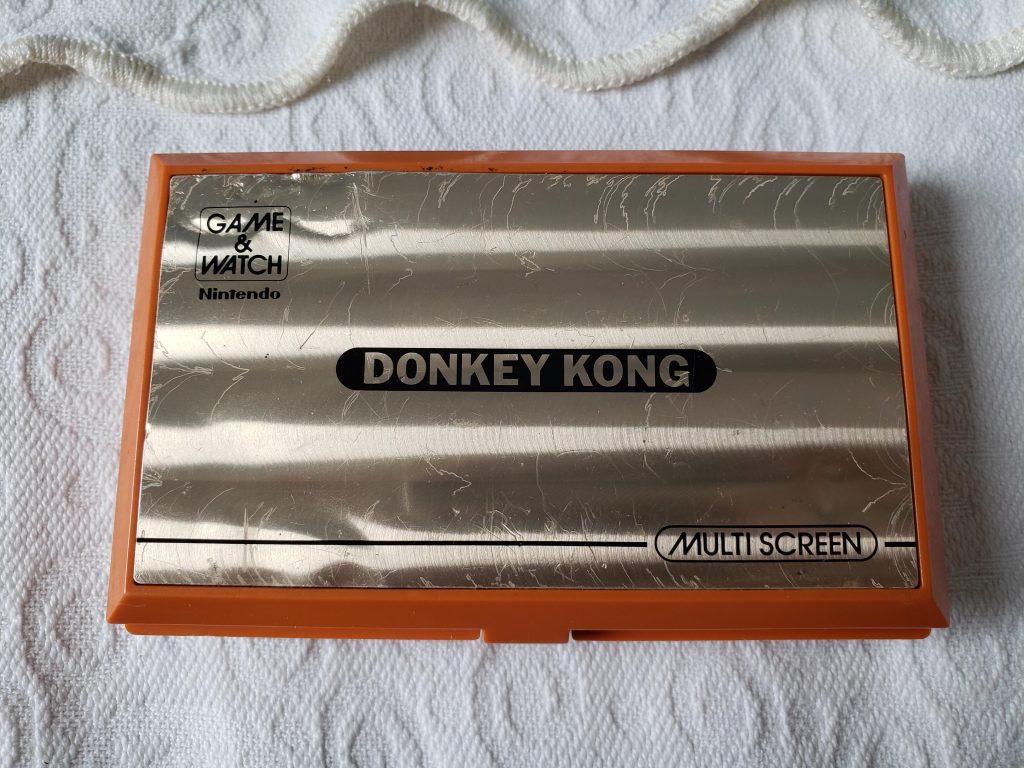 GAME
&
WATCH
Nintendo
DONKEY KONG
MULTI SCREEN